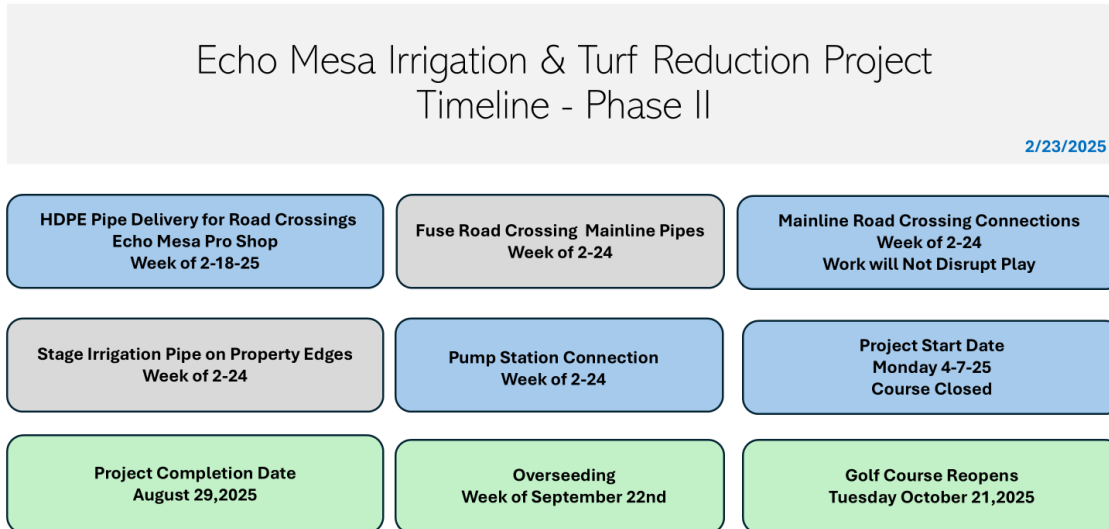 Echo Mesa Irrigation & Turf Reduction Project
Timeline - Phase II
2/23/2025
HDPE Pipe Delivery for Road Crossings
Echo Mesa Pro Shop
Week of 2-18-25
Fuse Road Crossing Mainline Pipes
Week of 2-24
Mainline Road Crossing Connections
Week of 2-24
Work will Not Disrupt Play
Stage Irrigation Pipe on Property Edges
Week of 2-24
Pump Station Connection
Week of 2-24
Project Start Date
Monday 4-7-25
Course Closed
Project Completion Date
August 29,2025
Overseeding
Week of September 22nd
Golf Course Reopens
Tuesday October 21,2025